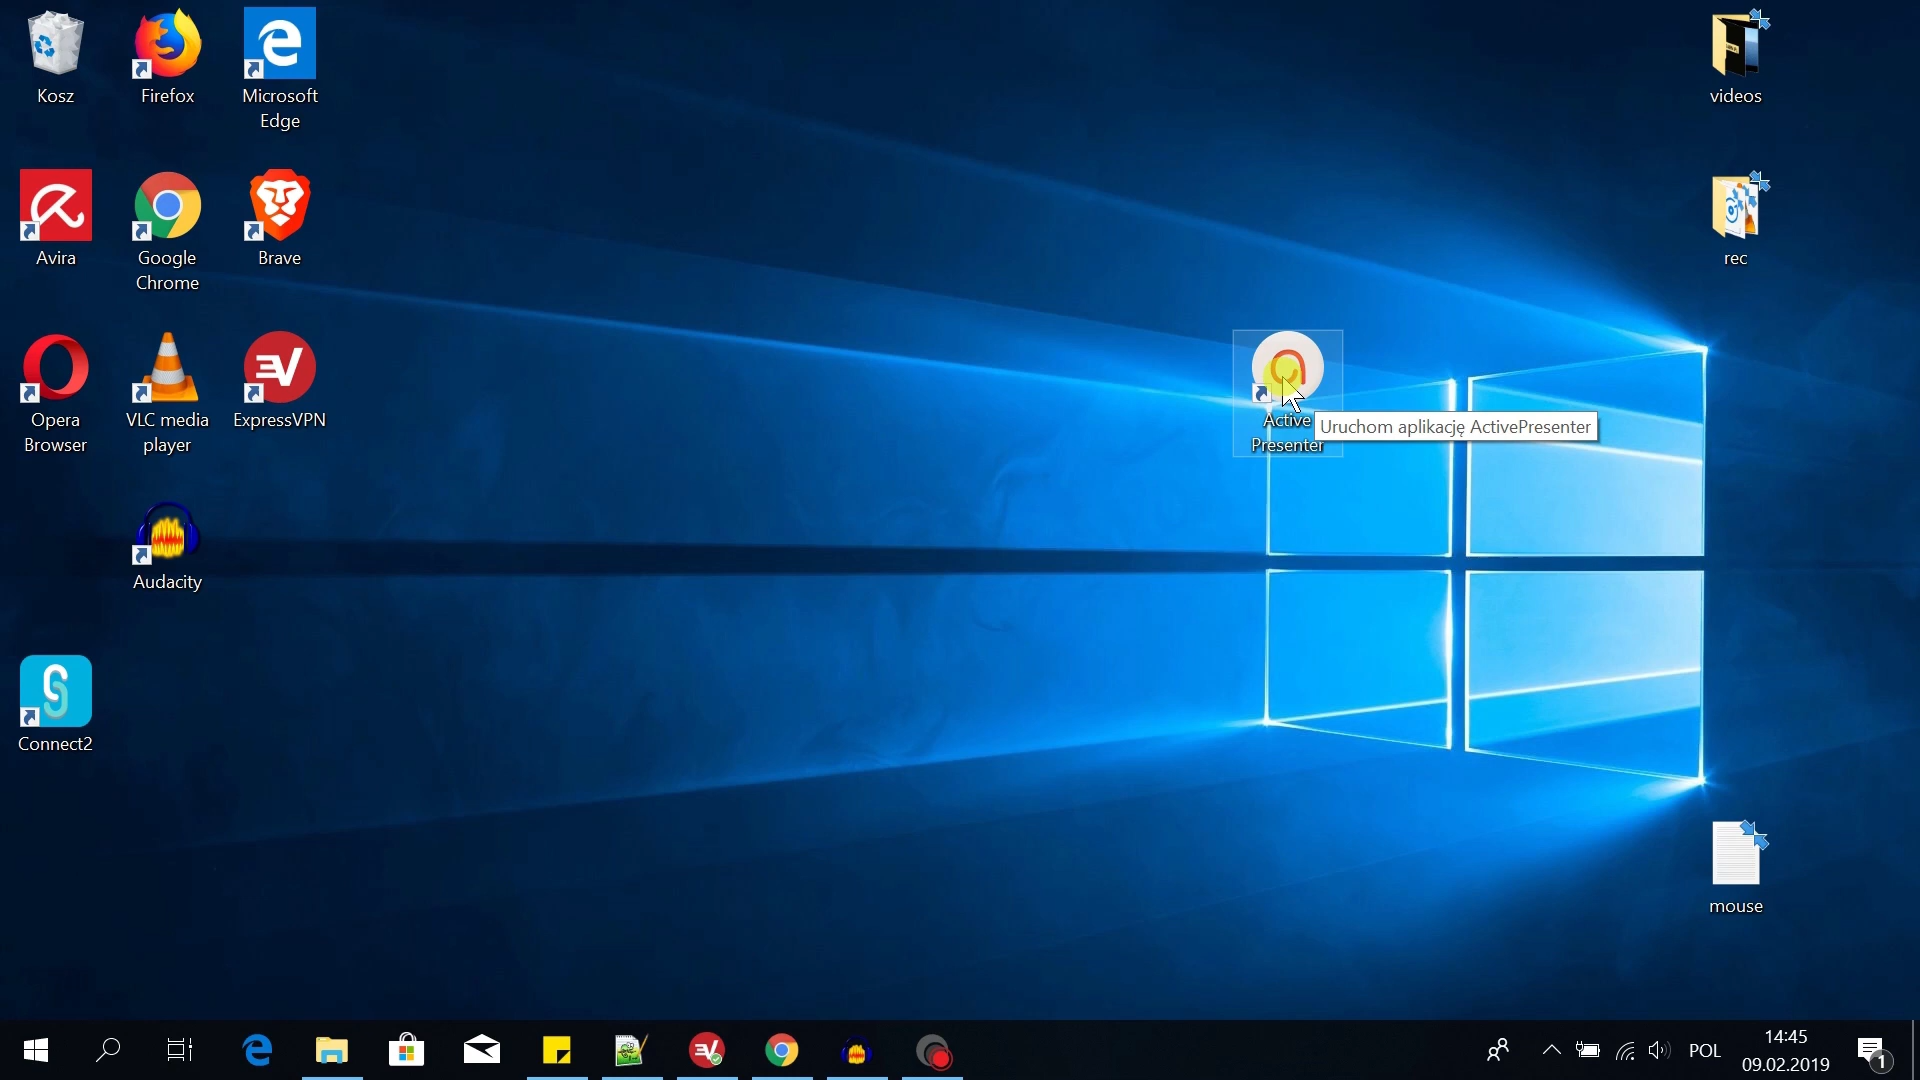 Kosz
Firefox
Microsoft
Edge
videos
Avira
Google
Chrome
Brave
rec
Opera
Browser
VLC media
player
ExpressVPN
Active
Presenter
Uruchom aplikację ActivePresenter
Audacity
Connect2
mouse
POL
14:45
09.02.2019
1